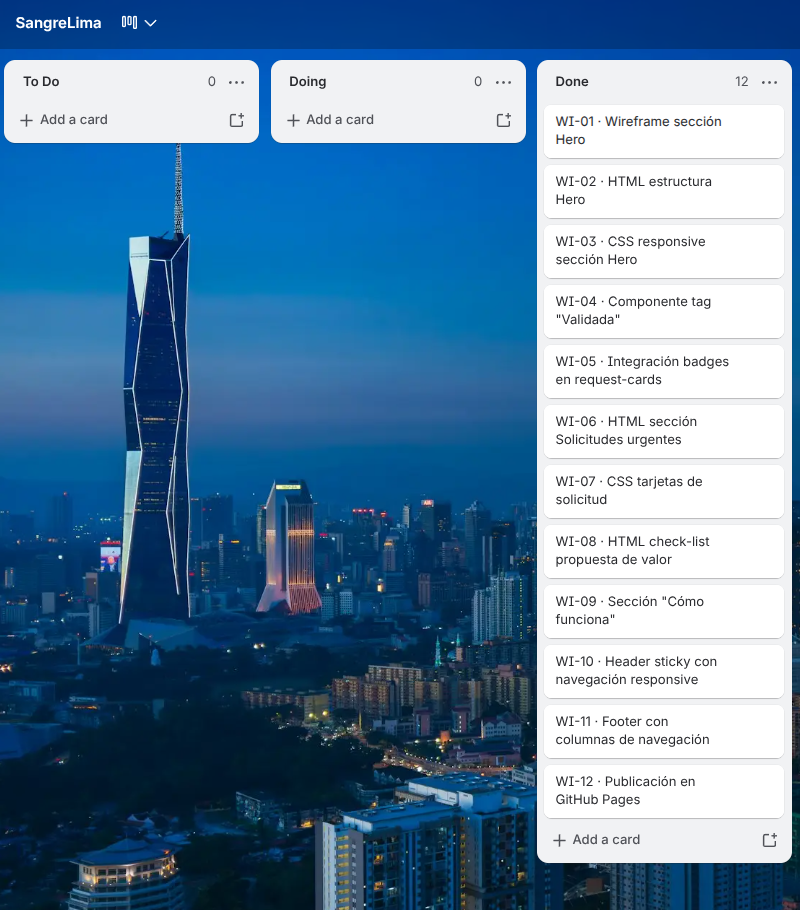 SangreLima
To Do
0
Add a card
Doing
0
Add a card
Done
12
WI-01 · Wireframe sección
Hero
WI-02 · HTML estructura
Hero
WI-03 · CSS responsive
sección Hero
WI-04 · Componente tag
"Validada"
WI-05 · Integración badges
en request-cards
WI-06 · HTML sección
Solicitudes urgentes
WI-07 · CSS tarjetas de
solicitud
WI-08 · HTML check-list
propuesta de valor
WI-09 · Sección "Cómo
funciona"
WI-10 · Header sticky con
navegación responsive
WI-11 · Footer con
columnas de navegación
WI-12 · Publicación en
GitHub Pages
Add a card